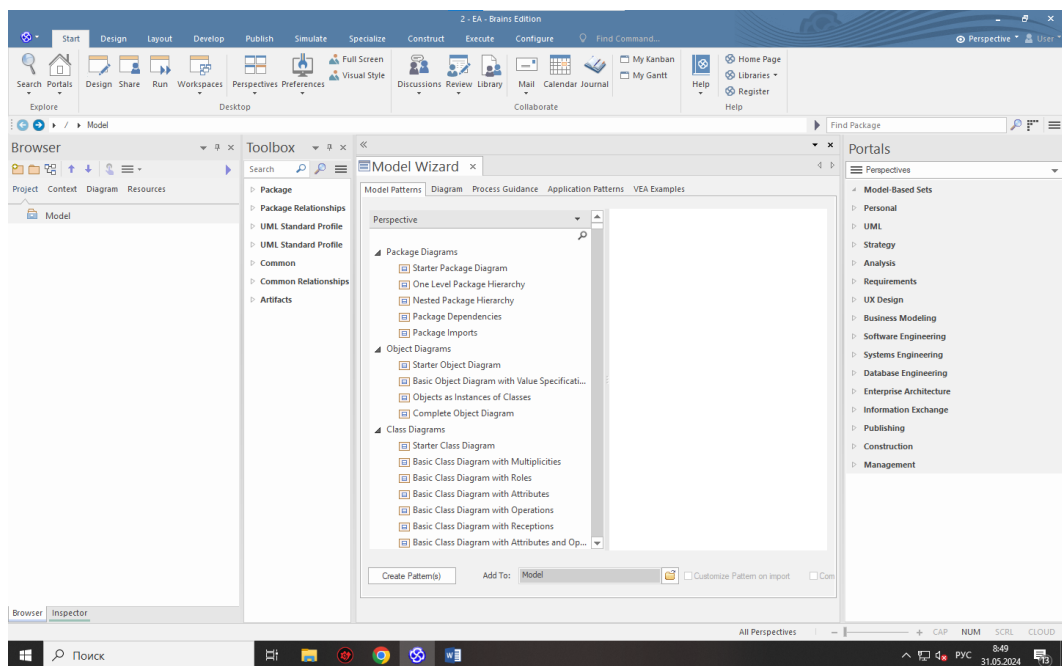 2 - EA - Brains Edition
Start Design Layout Develop Publish Simulate Specialize Construct Execute Configure Find Command... Perspective User
Search Portals Design Share Run Workspaces Perspectives Preferences Full Screen Visual Style Discussions Review Library Mail Calendar Journal My Kanban My Gantt Help Home Page Libraries Register
Explore Desktop Collaborate Help
/ Model Find Package
Browser
Project Context Diagram Resources
Model
Toolbox
Search
Package
Package Relationships
UML Standard Profile
UML Standard Profile
Common
Common Relationships
Artifacts
Model Wizard
Model Patterns Diagram Process Guidance Application Patterns VEA Examples
Perspective
Package Diagrams
Starter Package Diagram
One Level Package Hierarchy
Nested Package Hierarchy
Package Dependencies
Package Imports
Object Diagrams
Starter Object Diagram
Basic Object Diagram with Value Specificati...
Objects as Instances of Classes
Complete Object Diagram
Class Diagrams
Starter Class Diagram
Basic Class Diagram with Multiplicities
Basic Class Diagram with Roles
Basic Class Diagram with Attributes
Basic Class Diagram with Operations
Basic Class Diagram with Receptions
Basic Class Diagram with Attributes and Op...
Create Pattern(s) Add To: Model Customize Pattern on import Com
Portals
Perspectives
Model-Based Sets
Personal
UML
Strategy
Analysis
Requirements
UX Design
Business Modeling
Software Engineering
Systems Engineering
Database Engineering
Enterprise Architecture
Information Exchange
Publishing
Construction
Management
Browser Inspector
All Perspectives CAP NUM SCRL CLOUD
Поиск РУС 8:49
31.05.2024